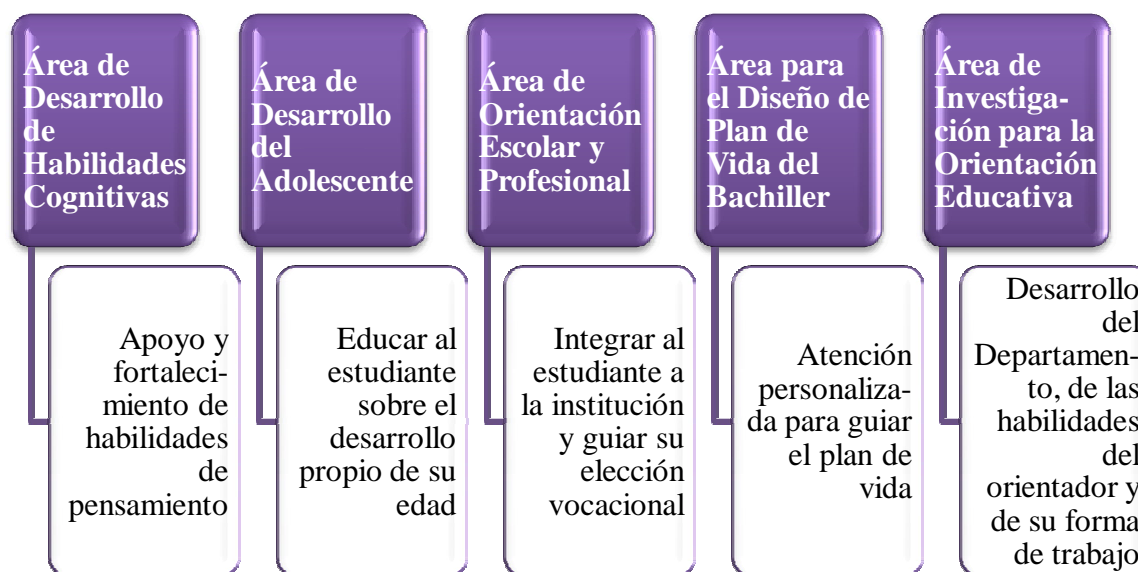 Área de
Desarrollo
de
Habilidades
Cognitivas
Apoyo y
fortaleci-
miento de
habilidades
de
pensamiento
Área de
Desarrollo
del
Adolescente
Educar al
estudiante
sobre el
desarrollo
propio de su
edad
Área de
Orientación
Escolar y
Profesional
Integrar al
estudiante a
la institución
y guiar su
elección
vocacional
Área para
el Diseño de
Plan de
Vida del
Bachiller
Atención
personaliza-
da para guiar
el plan de
vida
Área de
Investiga-
ción para la
Orientación
Educativa
Desarrollo
del
Departamen-
to, de las
habilidades
del
orientador y
de su forma
de trabajo